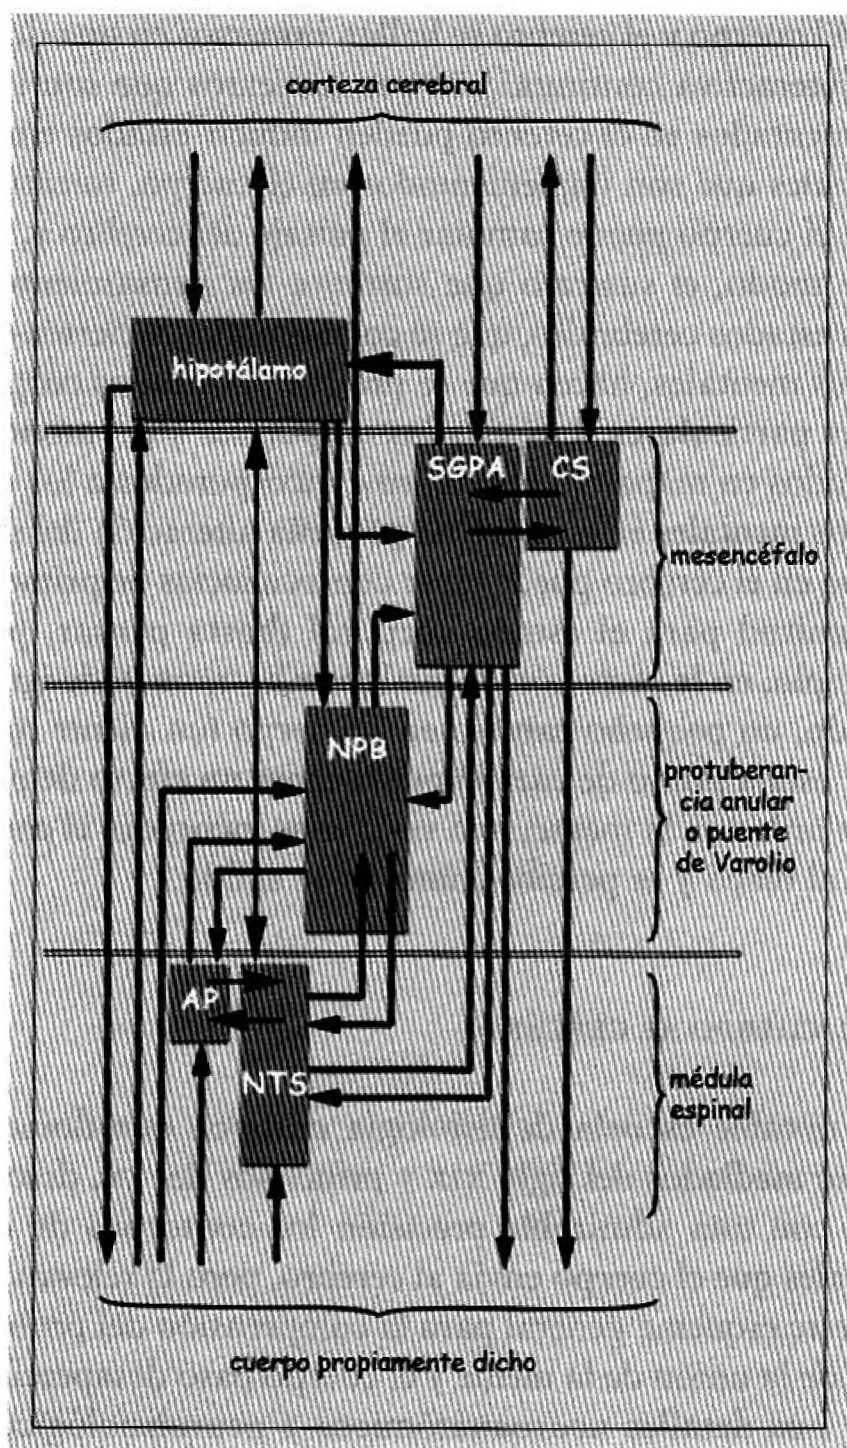 corteza cerebral
hipotálamo
SGPA
CS
mesencéfalo
NPB
protuberan-
cia anular
o puente
de Varolio
AP
NTS
médula
espinal
cuerpo propiamente dicho